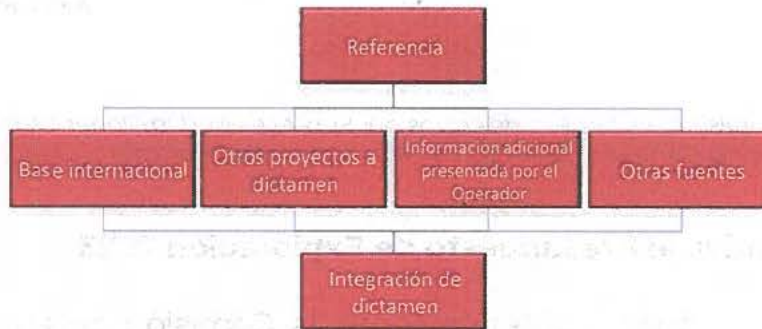 Referencia
Base internacional
Otros proyectos a
dictamen
Información adicional
presentada por el
Operador
Otras fuentes
Integración de
dictamen